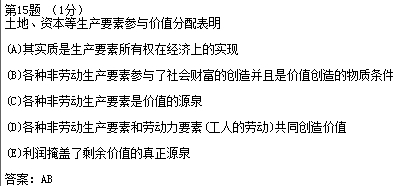 第15题 （1分）
土地、资本等生产要素参与价值分配表明
(A)其实质是生产要素所有权在经济上的实现
(B)各种非劳动生产要素参与了社会财富的创造并且是价值创造的物质条件
(C)各种非劳动生产要素是价值的源泉
(D)各种非劳动生产要素和劳动力要素(工人的劳动)共同创造价值
(E)利润掩盖了剩余价值的真正源泉
答案：AB